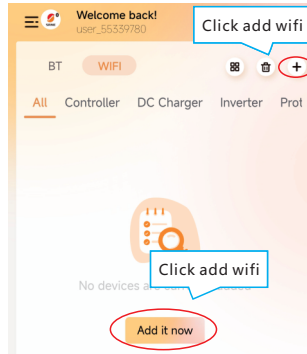 Welcome back!
user_55339780
Click add wifi
BT WIFI
All Controller DC Charger Inverter Prot
Click add wifi
No devices are
Add it now